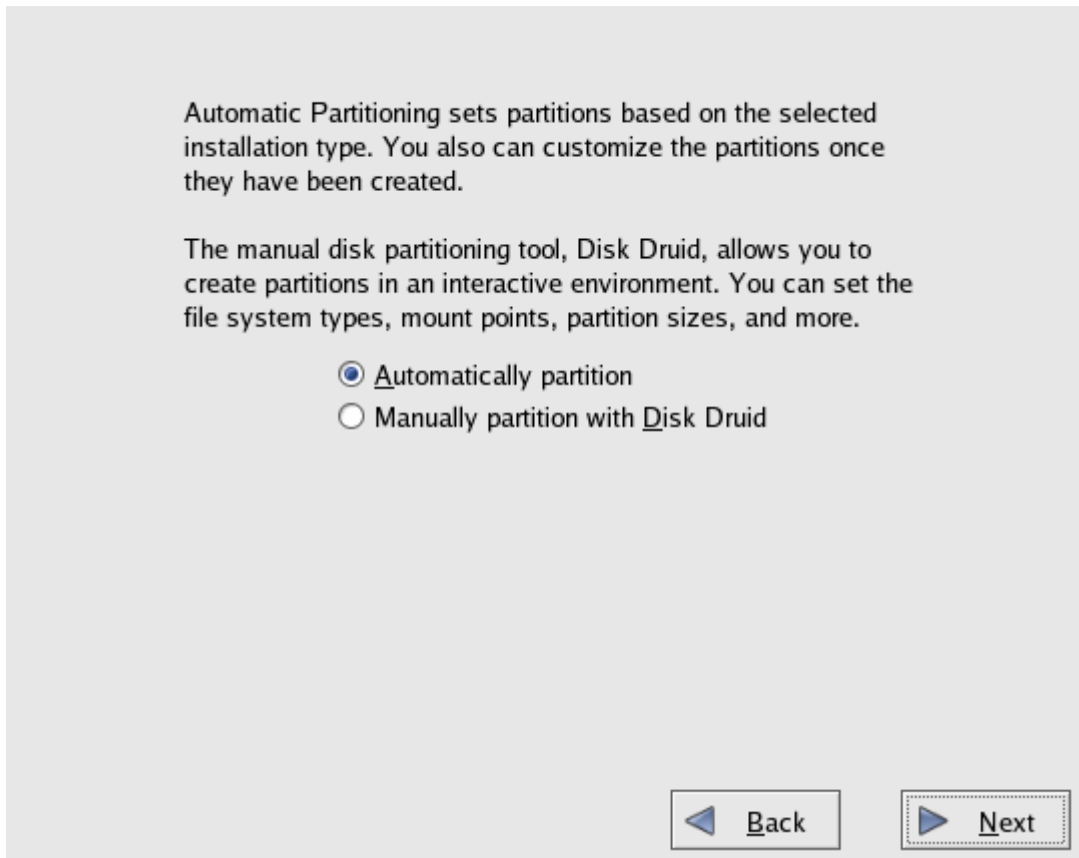 Automatic Partitioning sets partitions based on the selected
installation type. You also can customize the partitions once
they have been created.
The manual disk partitioning tool, Disk Druid, allows you to
create partitions in an interactive environment. You can set the
file system types, mount points, partition sizes, and more.
Automatically partition
Manually partition with Disk Druid
Back
Next